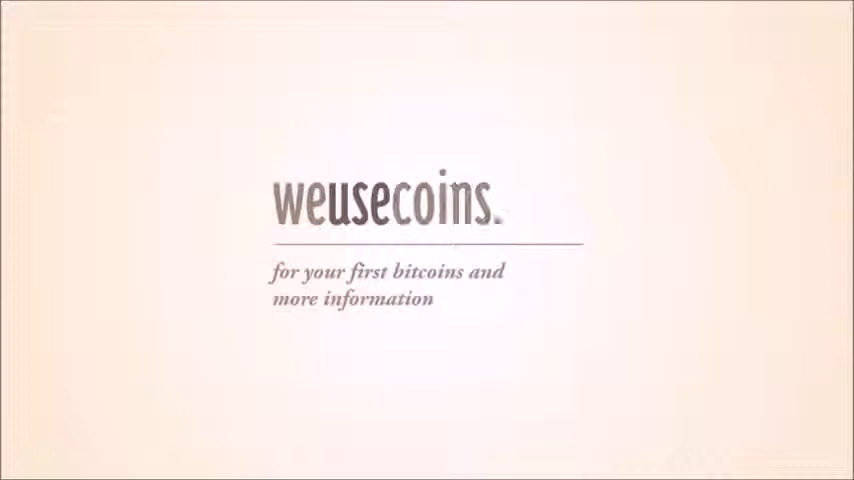 weusecoins.
for your first bitcoins and
more information